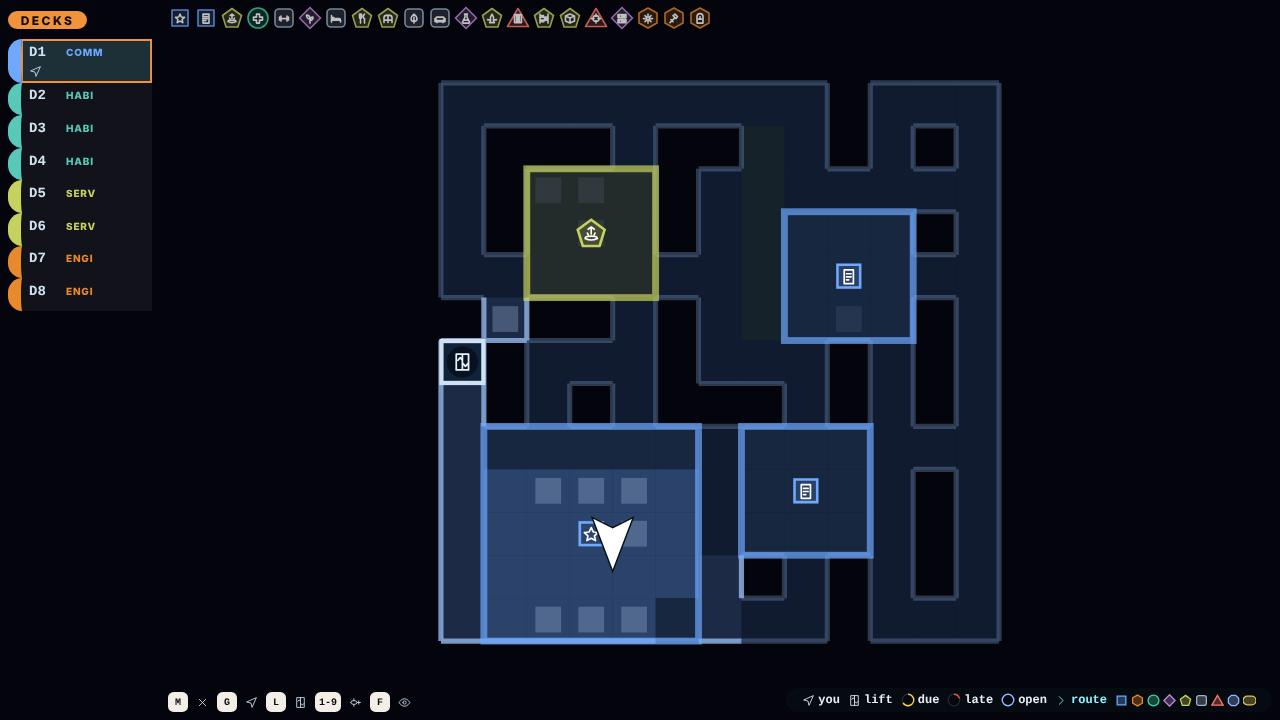 DECKS
D1 COMM
D2 HABI
D3 HABI
D4 HABI
D5 SERV
D6 SERV
D7 ENGI
D8 ENGI
M G L 1-9 F
you lift due late open route